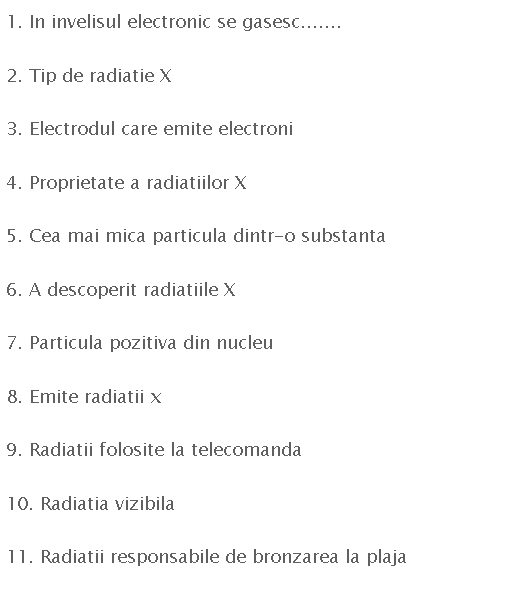 1. In invelisul electronic se gasesc.......
2. Tip de radiatie X
3. Electrodul care emite electroni
4. Proprietate a radiatiilor X
5. Cea mai mica particula dintr-o substanta
6. A descoperit radiatiile X
7. Particula pozitiva din nucleu
8. Emite radiatii x
9. Radiatii folosite la telecomanda
10. Radiatia vizibila
11. Radiatii responsabile de bronzarea la plaja